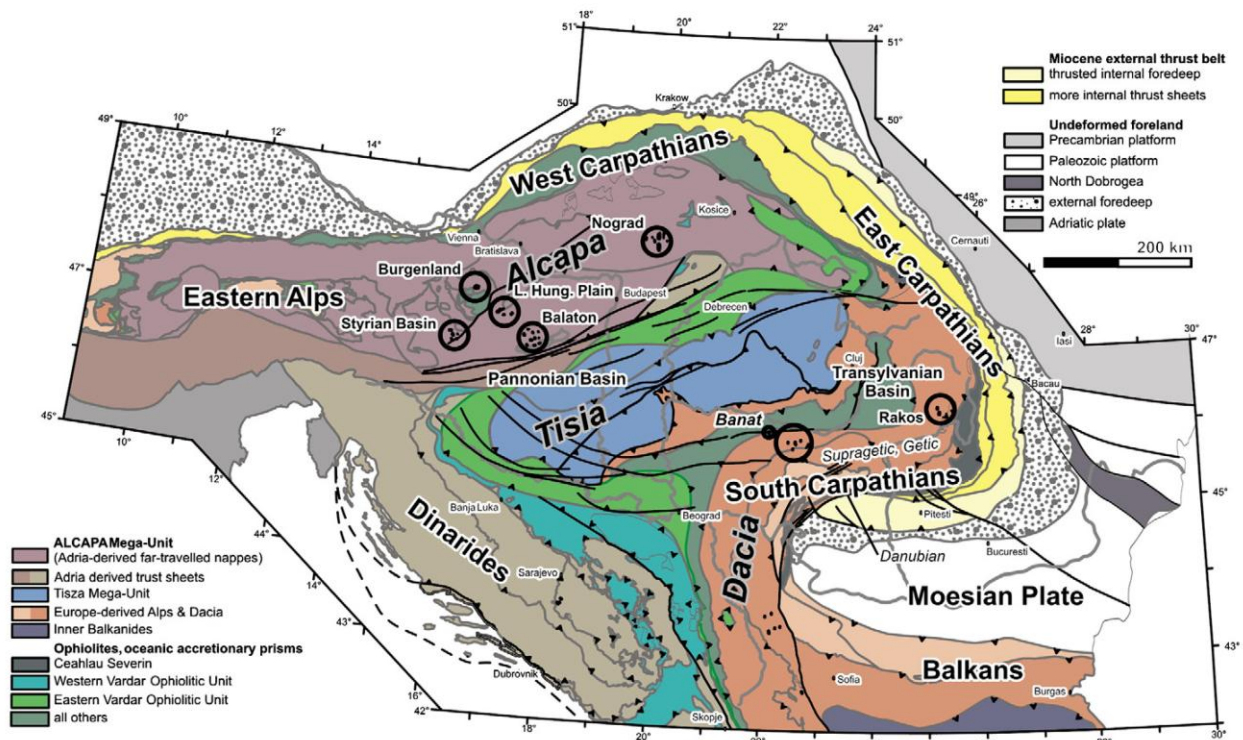 18°
20°
22°
24°
51°
51°
50°
50°
49°
49°
10°
12°
14°
26°
48°
47°
47°
28°
30°
45°
45°
10°
12°
44°
14°
43°
43°
16°
42°
18°
20°
22°
30°
Krakow
West Carpathians
Nograd
Kosice
Vienna
Bratislava
Burgenland
Alcapa
L. Hung. Plain
Budapest
Eastern Alps
Styrian Basin
Balaton
Debrecen
East Carpathians
Cernauti
Iasi
Bacau
Pannonian Basin
Cluj
Transylvanian
Basin
Tisia
Banat
Rakos
Supragetic, Getic
South Carpathians
Banja Luka
Beograd
Pitesti
Bucuresti
Danubian
Dinarides
Sarajevo
Dacia
Moesian Plate
Dubrovnik
Skopje
Sofia
Balkans
Burgas
Miocene external thrust belt
thrusted internal foredeep
more internal thrust sheets
Undeformed foreland
Precambrian platform
Paleozoic platform
North Dobrogea
external foredeep
Adriatic plate
200 km
ALCAPA Mega-Unit
(Adria-derived far-travelled nappes)
Adria derived trust sheets
Tisza Mega-Unit
Europe-derived Alps & Dacia
Inner Balkanides
Ophiolites, oceanic accretionary prisms
Ceahlau Severin
Western Vardar Ophiolitic Unit
Eastern Vardar Ophiolitic Unit
all others